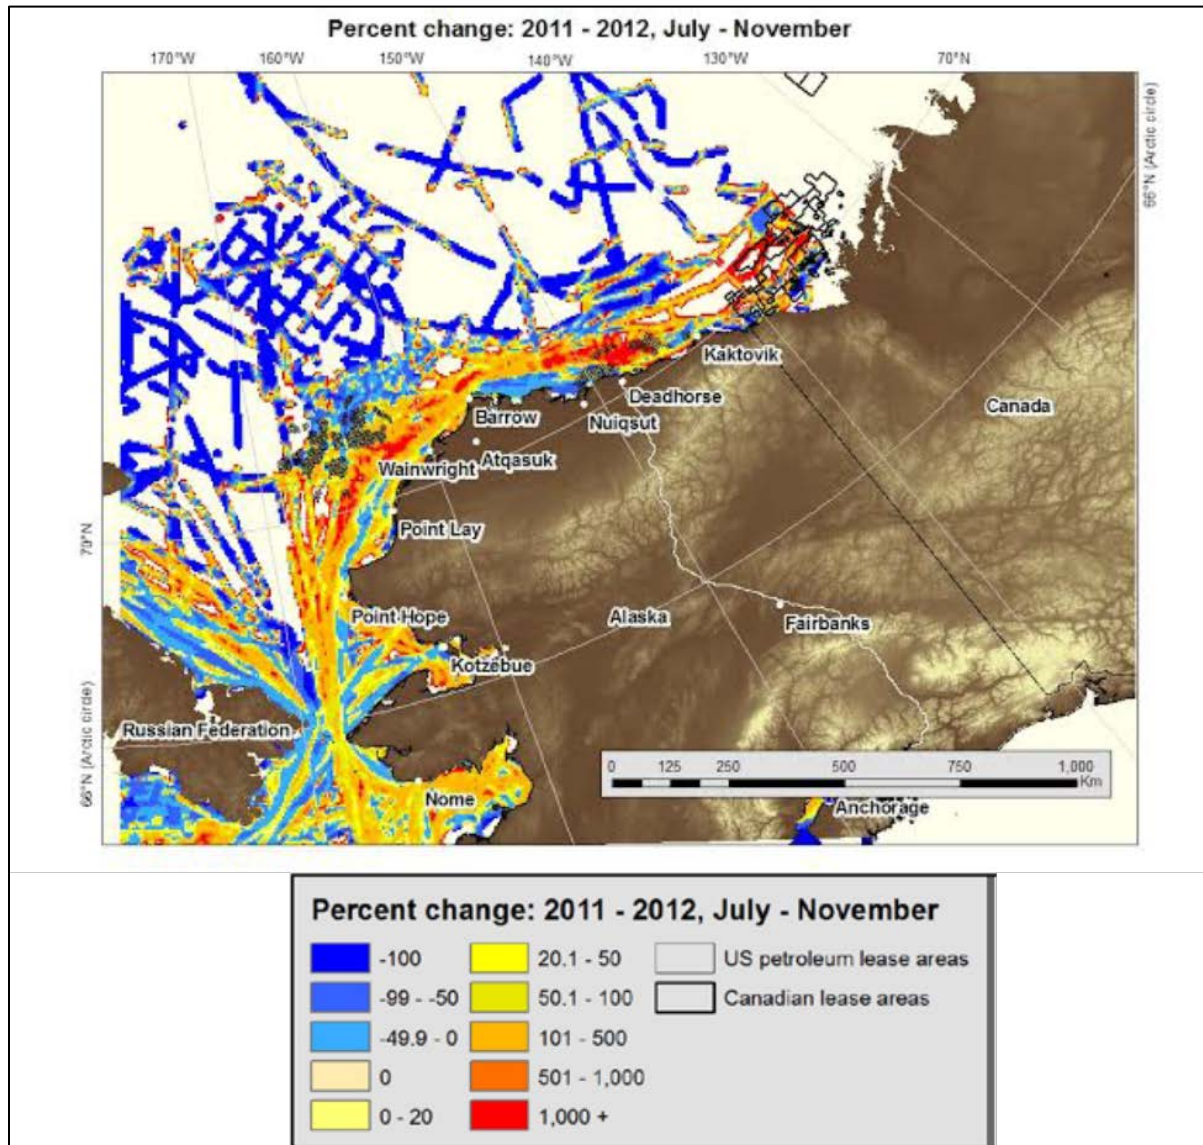 Percent change: 2011 - 2012, July - November
170°W 160°W 150°W 140°W 130°W 70°N
66°N (Arctic circle)
Kaktovik
Deadhorse
Canada
Barrow
Nuiqsut
Wainwright
Atqasuk
Point Lay
70°N
Point Hope
Alaska
Fairbanks
Kotzebue
Russian Federation
66°N (Arctic circle)
0 125 250 500 750 1,000
Km
Nome
Anchorage
Percent change: 2011 - 2012, July - November
-100 20.1 - 50 US petroleum lease areas
-99 - -50 50.1 - 100 Canadian lease areas
-49.9 - 0 101 - 500
0 501 - 1,000
0 - 20 1,000 +